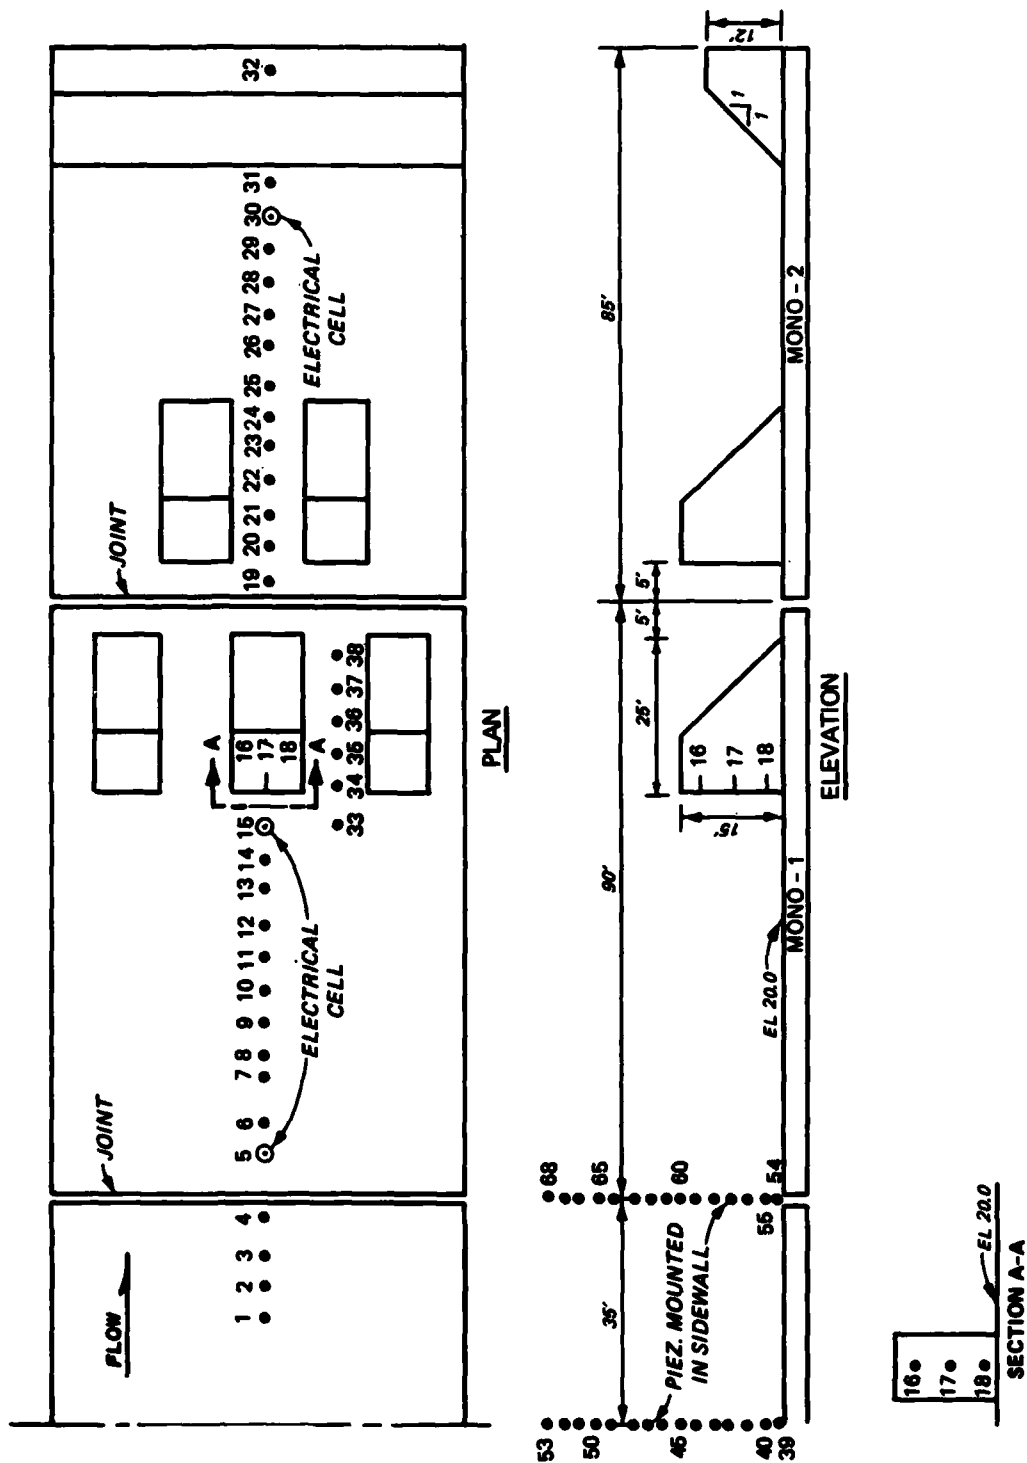 FLOW
JOINT
JOINT
1 2 3 4
5 6 7 8 9 10 11 12 13 14 15
ELECTRICAL
CELL
A
16
17
18
A
33 34 35 36 37 38
19 20 21 22 23 24 25 26 27 28 29 30 31
32
ELECTRICAL
CELL
PLAN
53
50
45
40
39
PIEZ. MOUNTED
IN SIDEWALL
68
65
60
54
55
35'
90'
85'
15'
25'
5'
5'
12'
1
1
16
17
18
EL 20.0
MONO - 1
MONO - 2
ELEVATION
16
17
18
EL 20.0
SECTION A-A